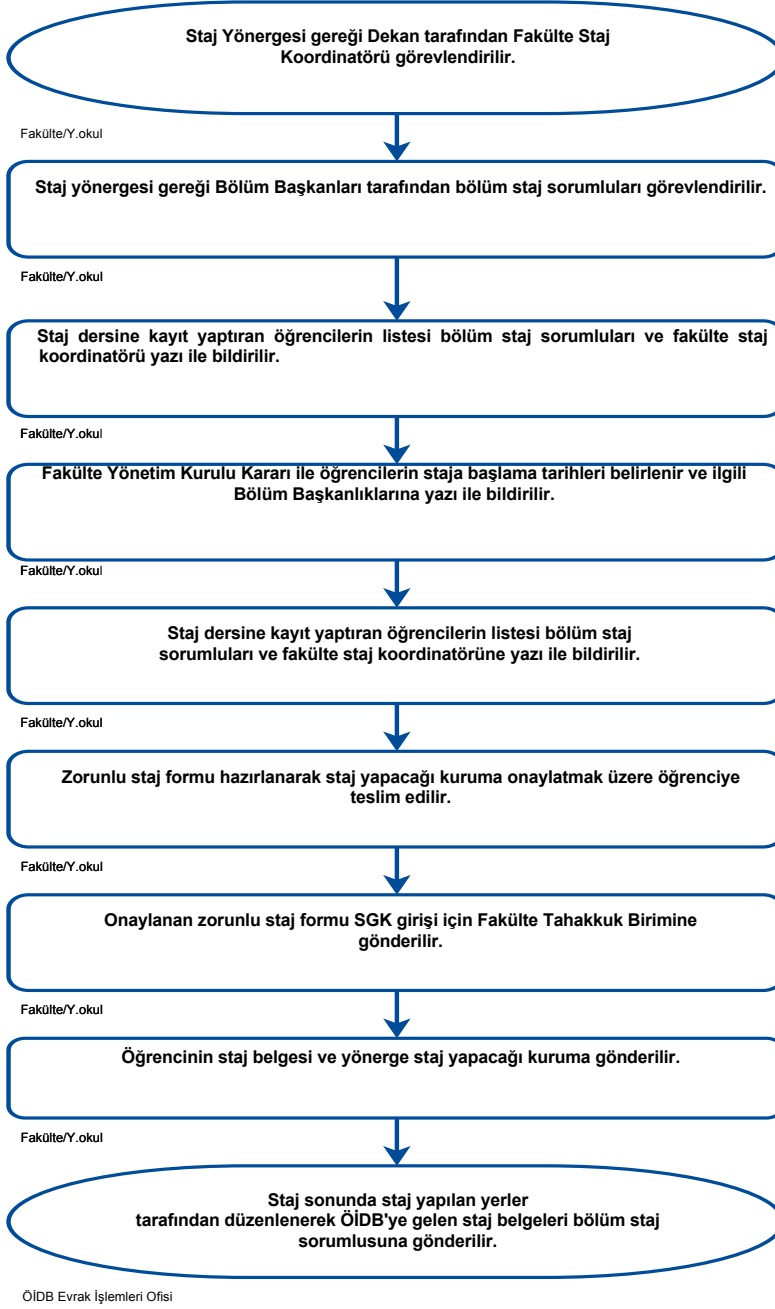 Staj Yönergesi gereği Dekan tarafından Fakülte Staj
Koordinatörü görevlendirilir.
Fakülte/Y.okul
Staj yönergesi gereği Bölüm Başkanları tarafından bölüm staj sorumluları görevlendirilir.
Fakülte/Y.okul
Staj dersine kayıt yaptıran öğrencilerin listesi bölüm staj sorumluları ve fakülte staj
koordinatörü yazı ile bildirilir.
Fakülte/Y.okul
Fakülte Yönetim Kurulu Kararı ile öğrencilerin staja başlama tarihleri belirlenir ve ilgili
Bölüm Başkanlıklarına yazı ile bildirilir.
Fakülte/Y.okul
Staj dersine kayıt yaptıran öğrencilerin listesi bölüm staj
sorumluları ve fakülte staj koordinatörüne yazı ile bildirilir.
Fakülte/Y.okul
Zorunlu staj formu hazırlanarak staj yapacağı kuruma onaylatmak üzere öğrenciye
teslim edilir.
Fakülte/Y.okul
Onaylanan zorunlu staj formu SGK girişi için Fakülte Tahakkuk Birimine
gönderilir.
Fakülte/Y.okul
Öğrencinin staj belgesi ve yönerge staj yapacağı kuruma gönderilir.
Fakülte/Y.okul
Staj sonunda staj yapılan yerler
tarafından düzenlenerek ÖİDB'ye gelen staj belgeleri bölüm staj
sorumlusuna gönderilir.
ÖİDB Evrak İşlemleri Ofisi